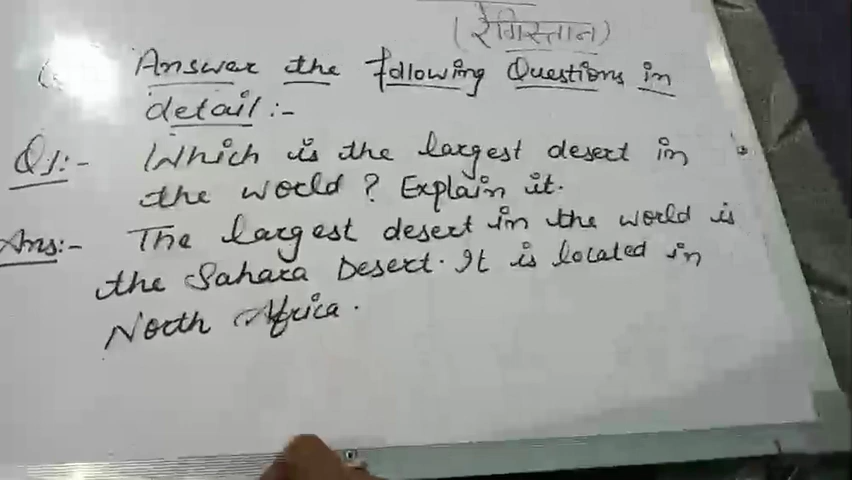 (रेगिस्तान)
Answer the following Questions in
detail:-
Q1:- Which is the largest desert in
the world? Explain it.
Ans:- The largest desert in the world is
the Sahara Desert. It is located in
North Africa.